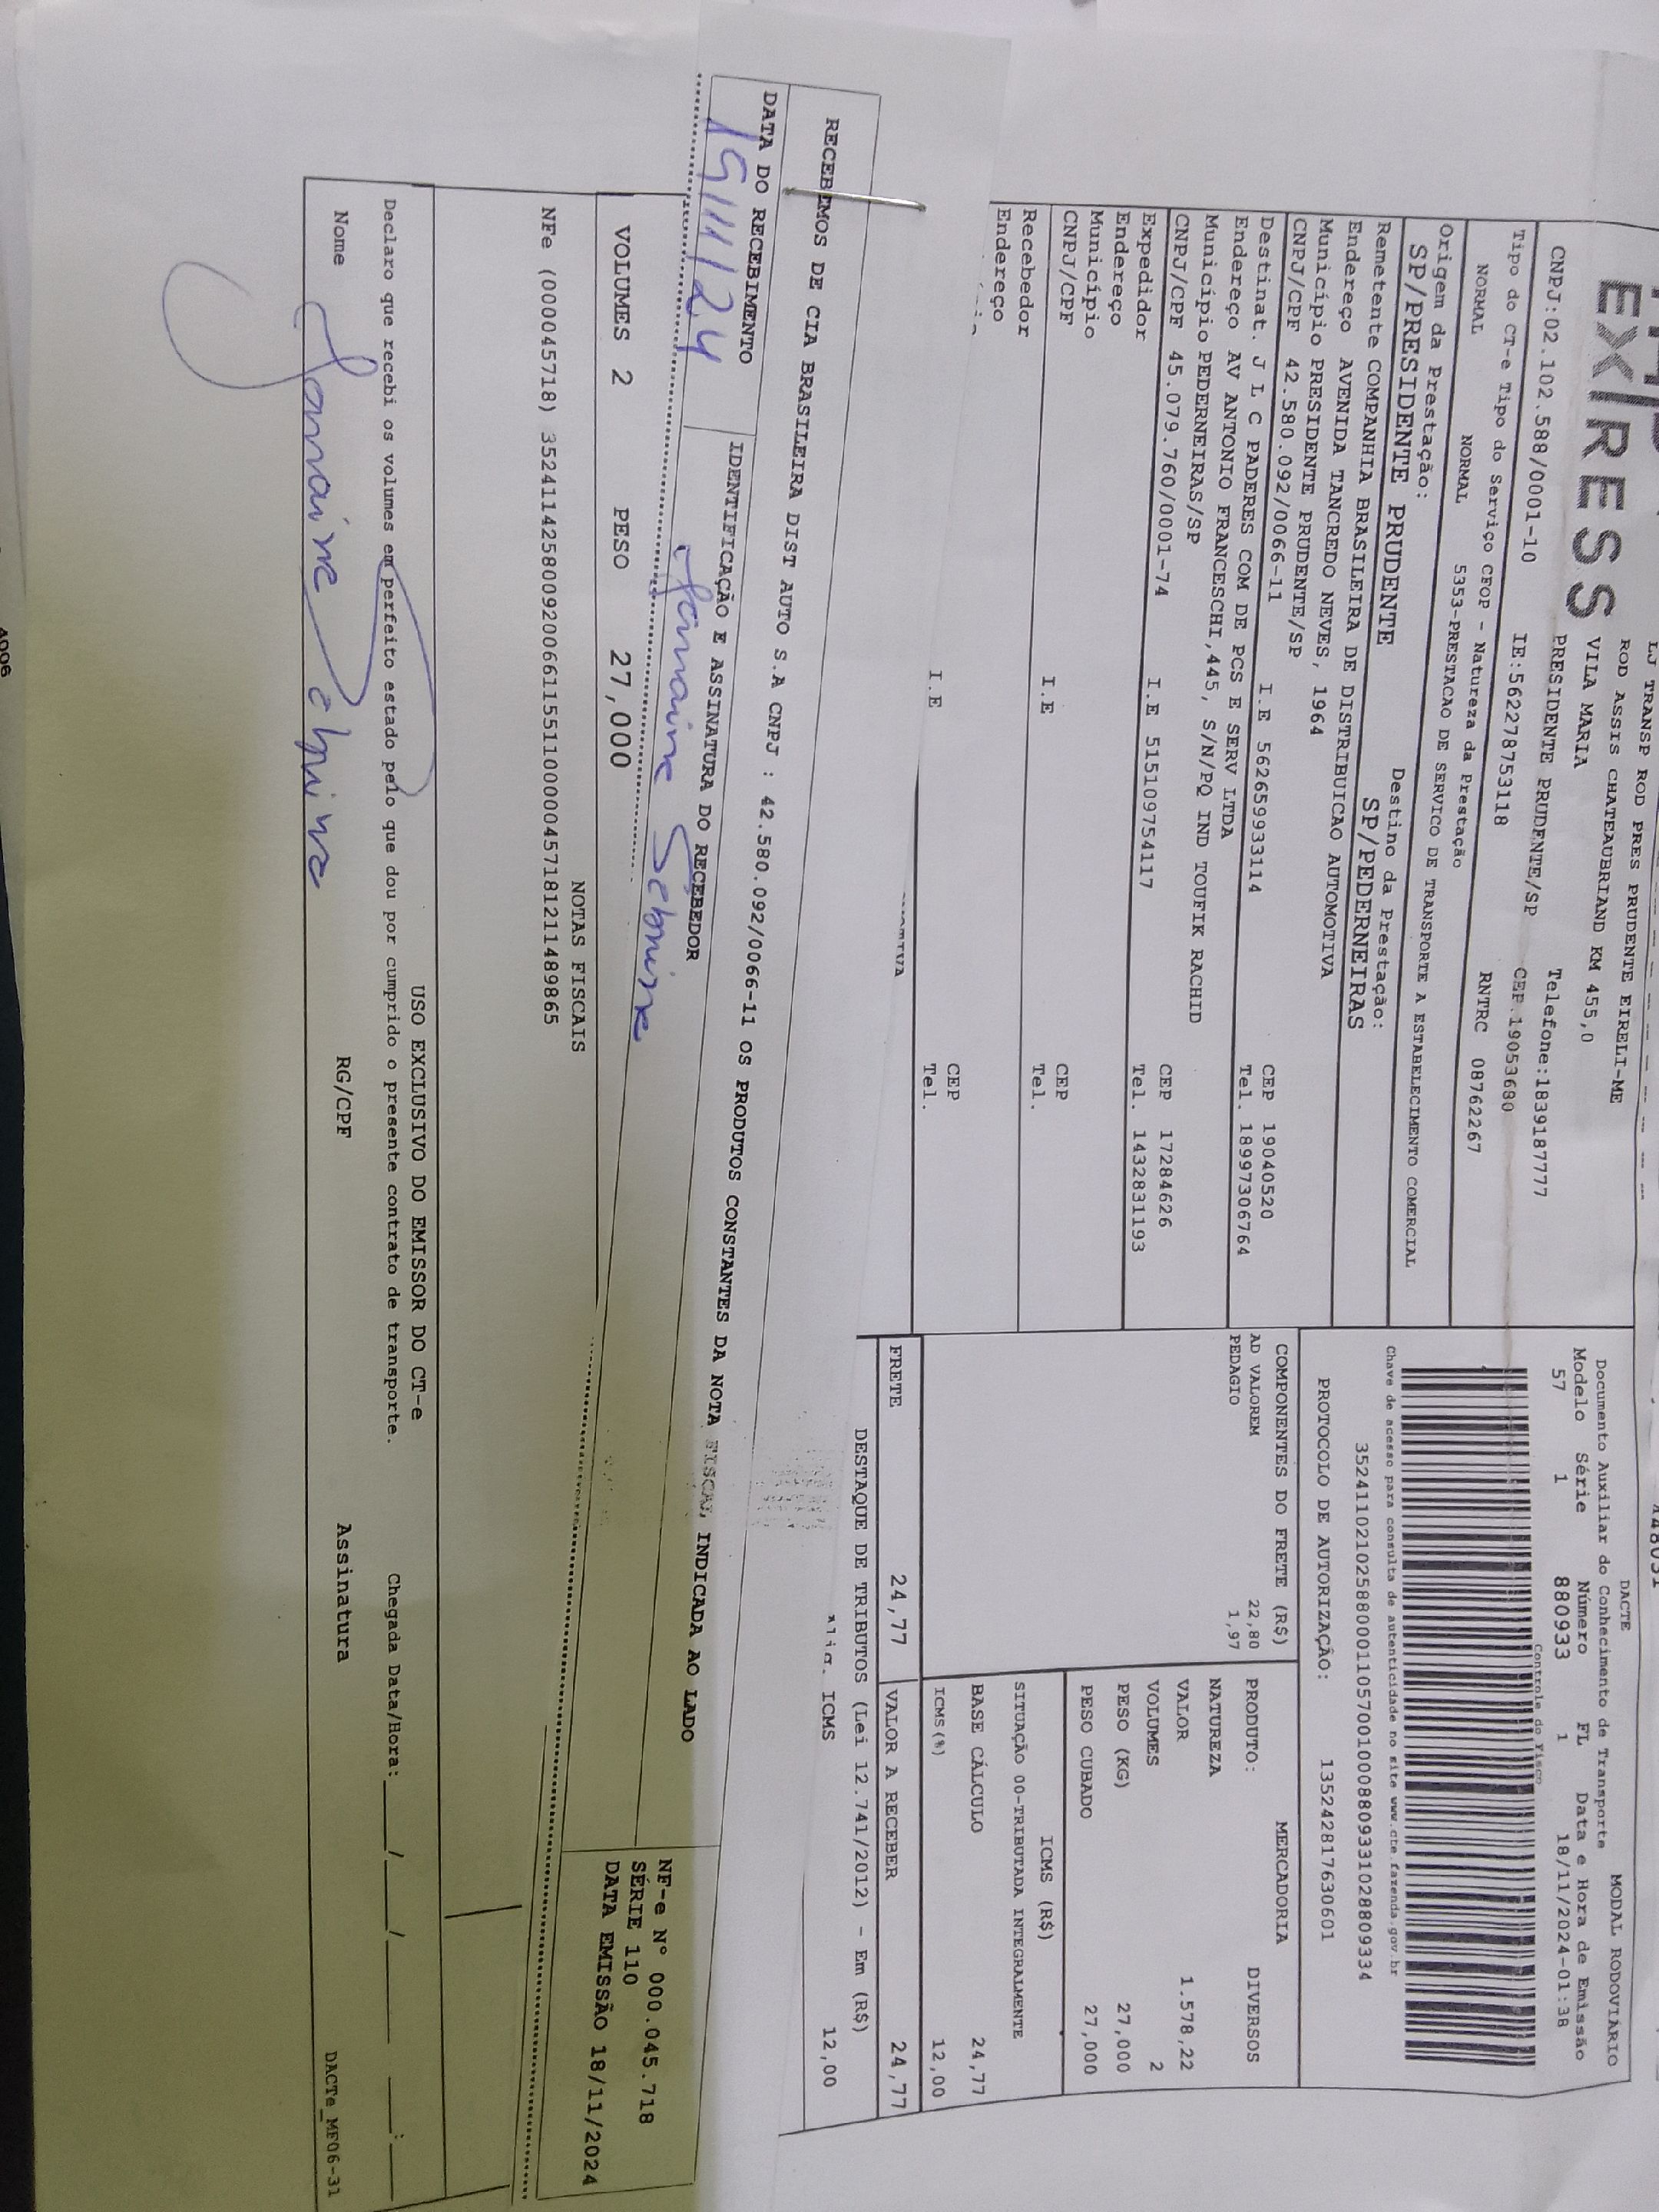 EX/RESS
LJ TRANSP ROD PRES PRUDENTE EIRELI-ME
ROD ASSIS CHATEAUBRIAND KM 455,0
VILA MARIA
PRESIDENTE PRUDENTE/SP Telefone:1839187777
CNPJ:02.102.588/0001-10 IE:562278753118 CEP.19053680
Tipo do CT-e Tipo do Serviço CFOP - Natureza da Prestação RNTRC 08762267
NORMAL NORMAL 5353-PRESTACAO DE SERVICO DE TRANSPORTE A ESTABELECIMENTO COMERCIAL
Origem da Prestação: Destino da Prestação:
SP/PRESIDENTE PRUDENTE SP/PEDERNEIRAS
Remetente COMPANHIA BRASILEIRA DE DISTRIBUICAO AUTOMOTIVA
Endereço AVENIDA TANCREDO NEVES, 1964
Município PRESIDENTE PRUDENTE/SP CEP 19040520
CNPJ/CPF 42.580.092/0066-11 I.E 562659933114 Tel. 18997306764
Destinat. J L C PADERES COM DE PCS E SERV LTDA
Endereço AV ANTONIO FRANCESCHI,445, S/N/PQ IND TOUFIK RACHID
Município PEDERNEIRAS/SP CEP 17284626
CNPJ/CPF 45.079.760/0001-74 I.E 515109754117 Tel. 1432831193
Expedidor
Endereço
Município CEP
CNPJ/CPF I.E Tel.
Recebedor
Endereço
CEP
I.E Tel.
DACTE MODAL RODOVIÁRIO
Documento Auxiliar do Conhecimento de Transporte
Modelo Série Número FL Data e Hora de Emissão
57 1 880933 1 18/11/2024-01:38
Controle do Fisco
Chave de acesso para consulta de autenticidade no site www.cte.fazenda.gov.br
35241102102588000110570010008809331028809334
PROTOCOLO DE AUTORIZAÇÃO: 135242817630601
COMPONENTES DO FRETE (R$)
AD VALOREM 22,80
PEDAGIO 1,97
MERCADORIA
PRODUTO: DIVERSOS
NATUREZA
VALOR 1.578,22
VOLUMES 2
PESO (KG) 27,000
PESO CUBADO 27,000
ICMS (R$)
SITUAÇÃO 00-TRIBUTADA INTEGRALMENTE
BASE CÁLCULO 24,77
ICMS(%) 12,00
FRETE 24,77 VALOR A RECEBER 24,77
DESTAQUE DE TRIBUTOS (Lei 12.741/2012) - Em (R$)
Aliq. ICMS 12,00
RECEBEMOS DE CIA BRASILEIRA DIST AUTO S.A CNPJ : 42.580.092/0066-11 OS PRODUTOS CONSTANTES DA NOTA FISCAL INDICADA AO LADO
DATA DO RECEBIMENTO IDENTIFICAÇÃO E ASSINATURA DO RECEBEDOR
19/11/24
NF-e Nº 000.045.718
SÉRIE 110
DATA EMISSÃO 18/11/2024
VOLUMES 2 PESO 27,000
NOTAS FISCAIS
NFe (000045718) 35241142580092006611551100000457181211489865
USO EXCLUSIVO DO EMISSOR DO CT-e
Declaro que recebi os volumes em perfeito estado pelo que dou por cumprido o presente contrato de transporte. Chegada Data/Hora:____/____/____ ____:____
Nome RG/CPF Assinatura
DACTe_MF06-31